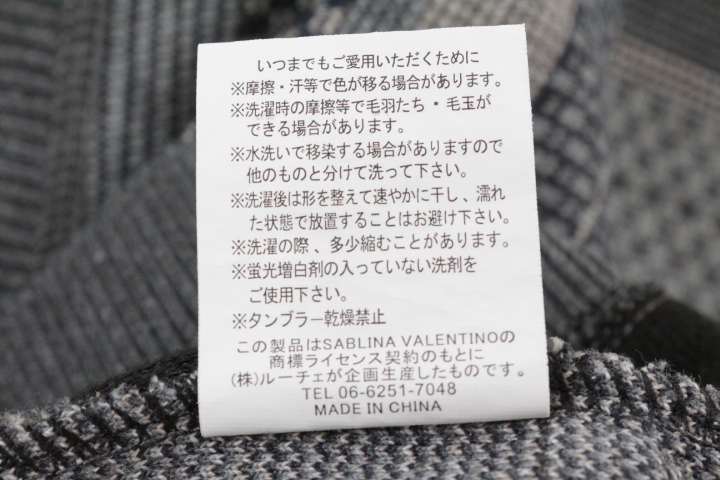 いつまでもご愛用いただくために
※摩擦・汗等で色が移る場合があります。
※洗濯時の摩擦等で毛羽たち・毛玉が
できる場合があります。
※水洗いで移染する場合がありますので
他のものと分けて洗って下さい。
※洗濯後は形を整えて速やかに干し、濡れ
た状態で放置することはお避け下さい。
※洗濯の際、多少縮むことがあります。
※蛍光増白剤の入っていない洗剤を
ご使用下さい。
※タンブラー乾燥禁止
この製品はSABLINA VALENTINOの
商標ライセンス契約のもとに
(株)ルーチェが企画生産したものです。
TEL 06-6251-7048
MADE IN CHINA